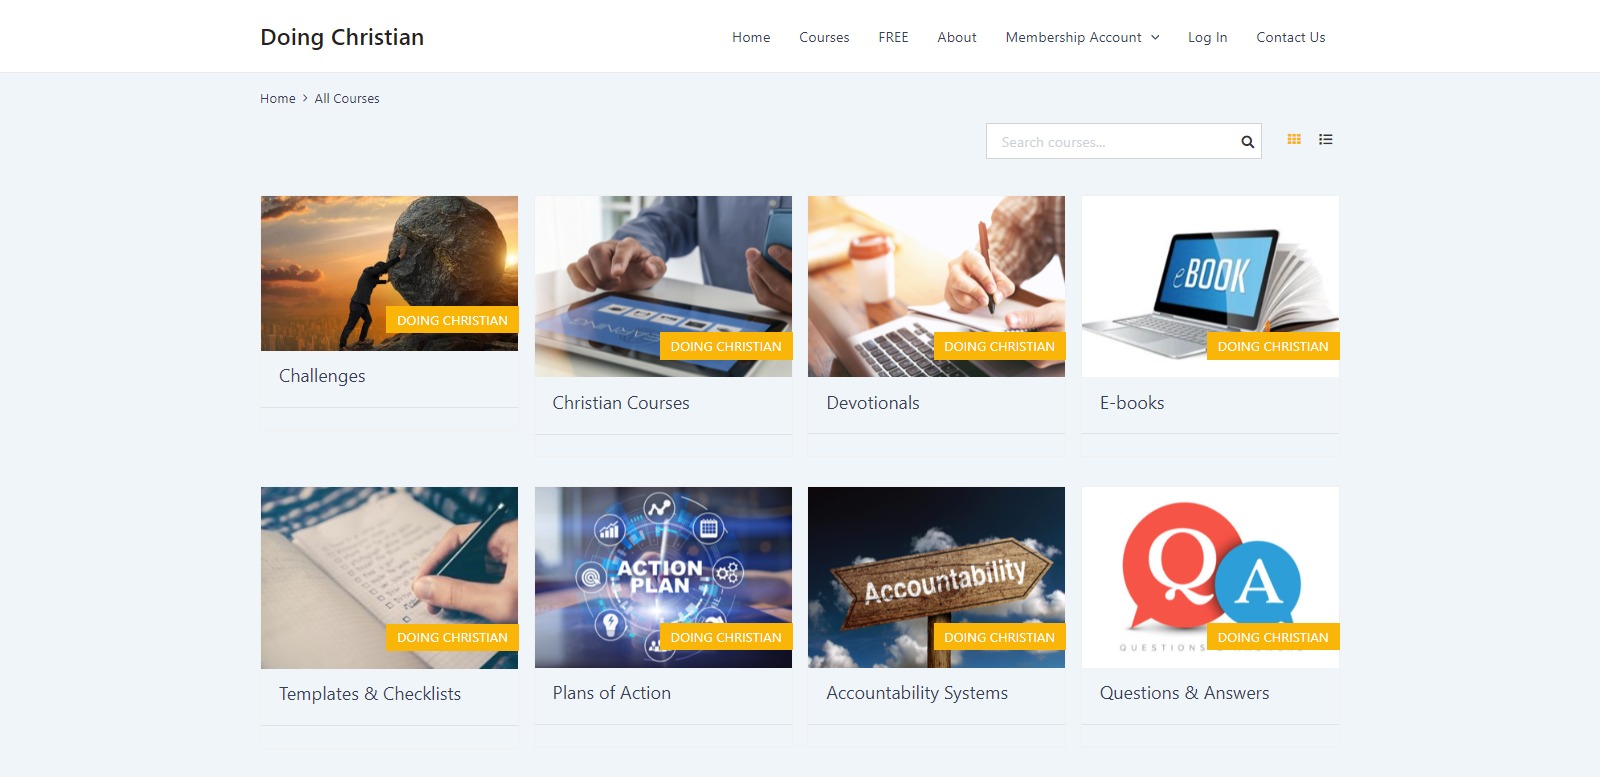 Doing Christian
Home Courses FREE About Membership Account Log In Contact Us
Home > All Courses
Search courses...
DOING CHRISTIAN
Challenges
DOING CHRISTIAN
Christian Courses
DOING CHRISTIAN
Devotionals
eBOOK
DOING CHRISTIAN
E-books
DOING CHRISTIAN
Templates & Checklists
ACTION
PLAN
DOING CHRISTIAN
Plans of Action
Accountability
DOING CHRISTIAN
Accountability Systems
Q
A
DOING CHRISTIAN
QUESTIONS
Questions & Answers